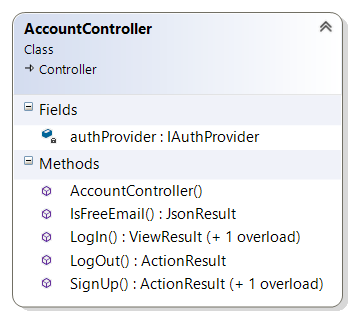 AccountController
Class
Controller
Fields
authProvider : IAuthProvider
Methods
AccountController()
IsFreeEmail() : JsonResult
LogIn() : ViewResult (+ 1 overload)
LogOut() : ActionResult
SignUp() : ActionResult (+ 1 overload)